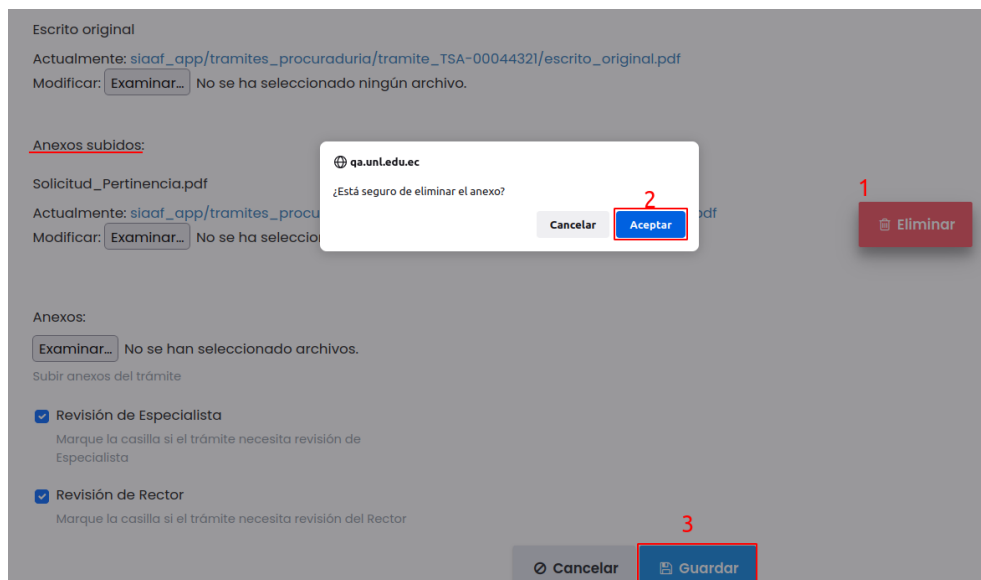 Escrito original
Actualmente: siaaf_app/tramites_procuraduria/tramite_TSA-00044321/escrito_original.pdf
Modificar: Examinar... No se ha seleccionado ningún archivo.
Anexos subidos:
qa.unl.edu.ec
¿Está seguro de eliminar el anexo?
2
Cancelar Aceptar
Solicitud_Pertinencia.pdf
Actualmente: siaaf_app/tramites_procu
Modificar: Examinar... No se ha seleccio
1
Eliminar
Anexos:
Examinar... No se han seleccionado archivos.
Subir anexos del trámite
Revisión de Especialista
Marque la casilla si el trámite necesita revisión de
Especialista
Revisión de Rector
Marque la casilla si el trámite necesita revisión del Rector
3
Cancelar Guardar